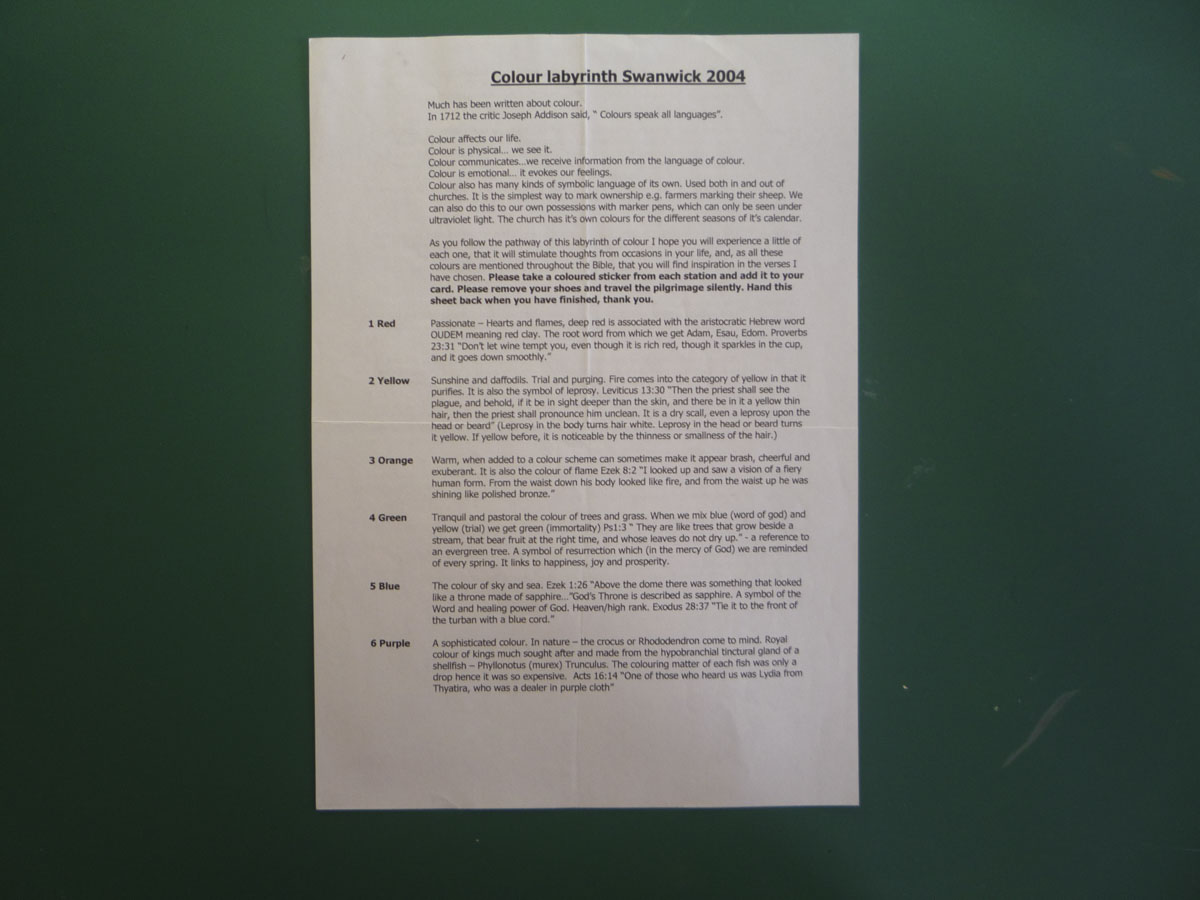 Colour labyrinth Swanwick 2004
Much has been written about colour.
In 1712 the critic Joseph Addison said, " Colours speak all languages".
Colour affects our life.
Colour is physical... we see it.
Colour communicates...we receive information from the language of colour.
Colour is emotional... it evokes our feelings.
Colour also has many kinds of symbolic language of its own. Used both in and out of
churches. It is the simplest way to mark ownership e.g. farmers marking their sheep. We
can also do this to our own possessions with marker pens, which can only be seen under
ultraviolet light. The church has it's own colours for the different seasons of it's calendar.
As you follow the pathway of this labyrinth of colour I hope you will experience a little of
each one, that it will stimulate thoughts from occasions in your life, and, as all these
colours are mentioned throughout the Bible, that you will find inspiration in the verses I
have chosen. Please take a coloured sticker from each station and add it to your
card. Please remove your shoes and travel the pilgrimage silently. Hand this
sheet back when you have finished, thank you.
1 Red Passionate – Hearts and flames, deep red is associated with the aristocratic Hebrew word
OUDEM meaning red clay. The root word from which we get Adam, Esau, Edom. Proverbs
23:31 "Don't let wine tempt you, even though it is rich red, though it sparkles in the cup,
and it goes down smoothly."
2 Yellow Sunshine and daffodils. Trial and purging. Fire comes into the category of yellow in that it
purifies. It is also the symbol of leprosy. Leviticus 13:30 "Then the priest shall see the
plague, and behold, if it be in sight deeper than the skin, and there be in it a yellow thin
hair, then the priest shall pronounce him unclean. It is a dry scall, even a leprosy upon the
head or beard" (Leprosy in the body turns hair white. Leprosy in the head or beard turns
it yellow. If yellow before, it is noticeable by the thinness or smallness of the hair.)
3 Orange Warm, when added to a colour scheme can sometimes make it appear brash, cheerful and
exuberant. It is also the colour of flame Ezek 8:2 "I looked up and saw a vision of a fiery
human form. From the waist down his body looked like fire, and from the waist up he was
shining like polished bronze."
4 Green Tranquil and pastoral the colour of trees and grass. When we mix blue (word of god) and
yellow (trial) we get green (immortality) Ps1:3 " They are like trees that grow beside a
stream, that bear fruit at the right time, and whose leaves do not dry up." - a reference to
an evergreen tree. A symbol of resurrection which (in the mercy of God) we are reminded
of every spring. It links to happiness, joy and prosperity.
5 Blue The colour of sky and sea. Ezek 1:26 "Above the dome there was something that looked
like a throne made of sapphire..."God's Throne is described as sapphire. A symbol of the
Word and healing power of God. Heaven/high rank. Exodus 28:37 "Tie it to the front of
the turban with a blue cord."
6 Purple A sophisticated colour. In nature – the crocus or Rhododendron come to mind. Royal
colour of kings much sought after and made from the hypobranchial tinctural gland of a
shellfish – Phyllonotus (murex) Trunculus. The colouring matter of each fish was only a
drop hence it was so expensive. Acts 16:14 "One of those who heard us was Lydia from
Thyatira, who was a dealer in purple cloth"